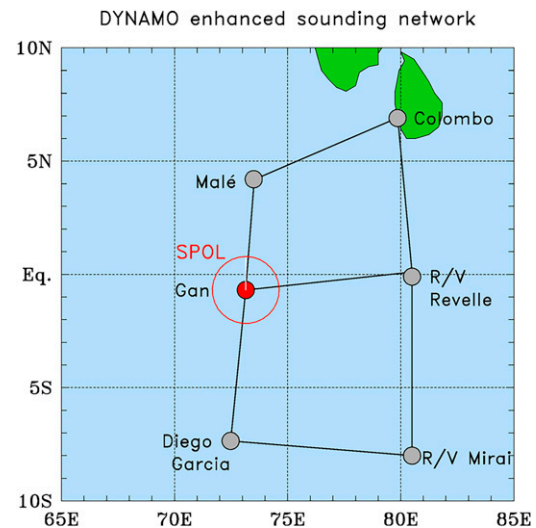 DYNAMO enhanced sounding network
10N
Colombo
5N
Malé
SPOL
Eq.
Gan
R/V
Revelle
5S
Diego
Garcia
R/V Mirai
10S
65E 70E 75E 80E 85E